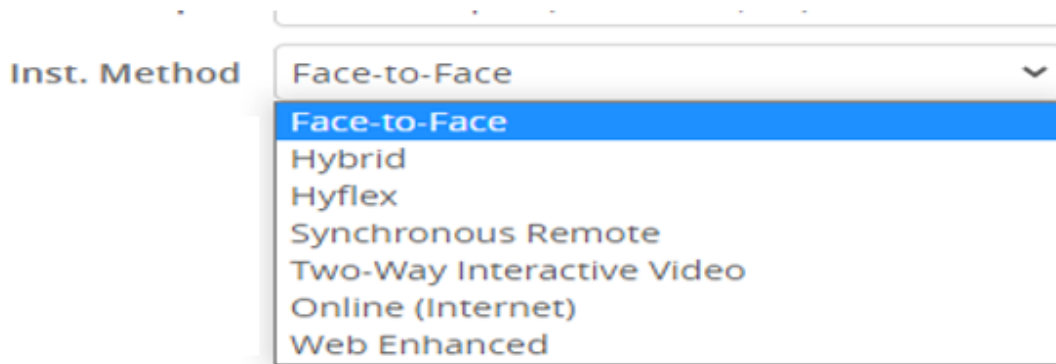 Inst. Method Face-to-Face
Face-to-Face
Hybrid
Hyflex
Synchronous Remote
Two-Way Interactive Video
Online (Internet)
Web Enhanced